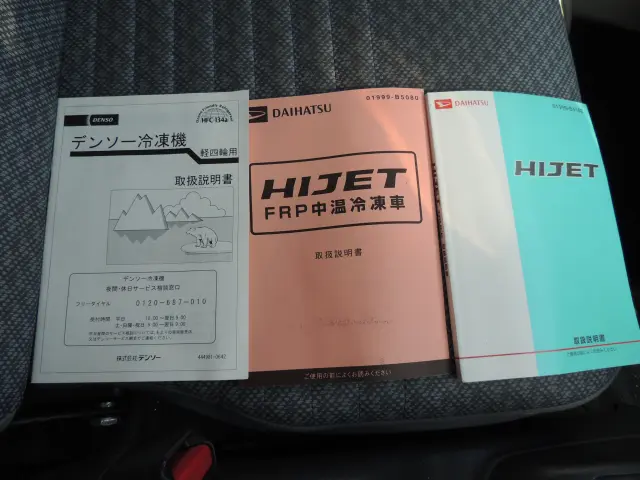 DENSO
HFC-134a
デンソー冷凍機
軽四輪用
取扱説明書
デンソー冷凍機
夜間・休日サービス相談窓口
フリーダイヤル 0120-687-010
株式会社デンソー
DAIHATSU
01999-B5080
HIJET
FRP中温冷凍車
取扱説明書
ご使用の前によくお読みください
DAIHATSU
HIJET
取扱説明書